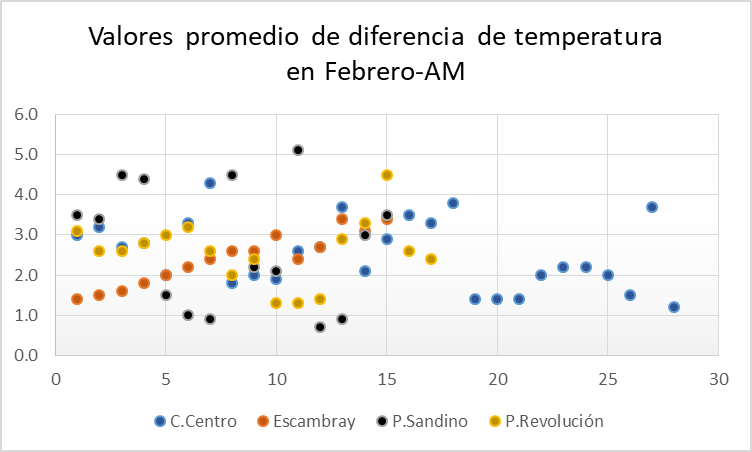 Valores promedio de diferencia de temperatura
en Febrero-AM
6.0
5.0
4.0
3.0
2.0
1.0
0.0
0 5 10 15 20 25 30
C.Centro Escambray P.Sandino P.Revolución